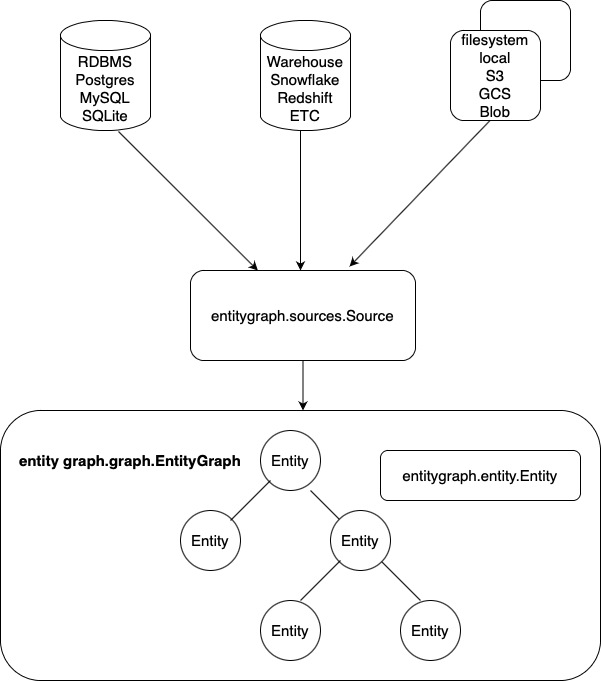 RDBMS
Postgres
MySQL
SQLite
Warehouse
Snowflake
Redshift
ETC
filesystem
local
S3
GCS
Blob
entitygraph.sources.Source
entity graph.graph.EntityGraph
Entity
entitygraph.entity.Entity
Entity
Entity
Entity
Entity